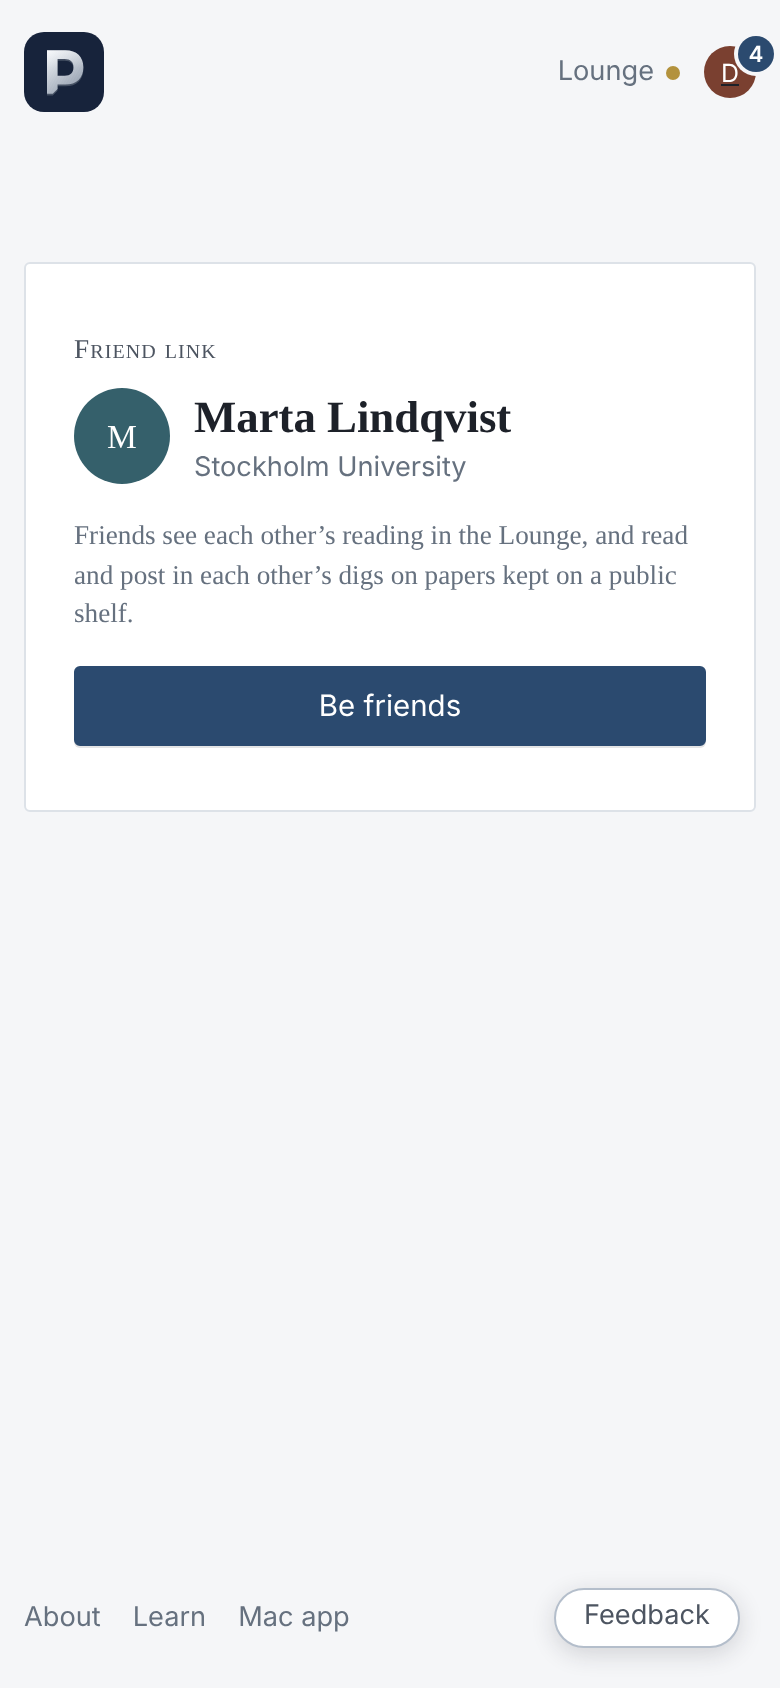 P
Lounge
D
4
Friend link
M
Marta Lindqvist
Stockholm University
Friends see each other’s reading in the Lounge, and read
and post in each other’s digs on papers kept on a public
shelf.
Be friends
About Learn Mac app
Feedback